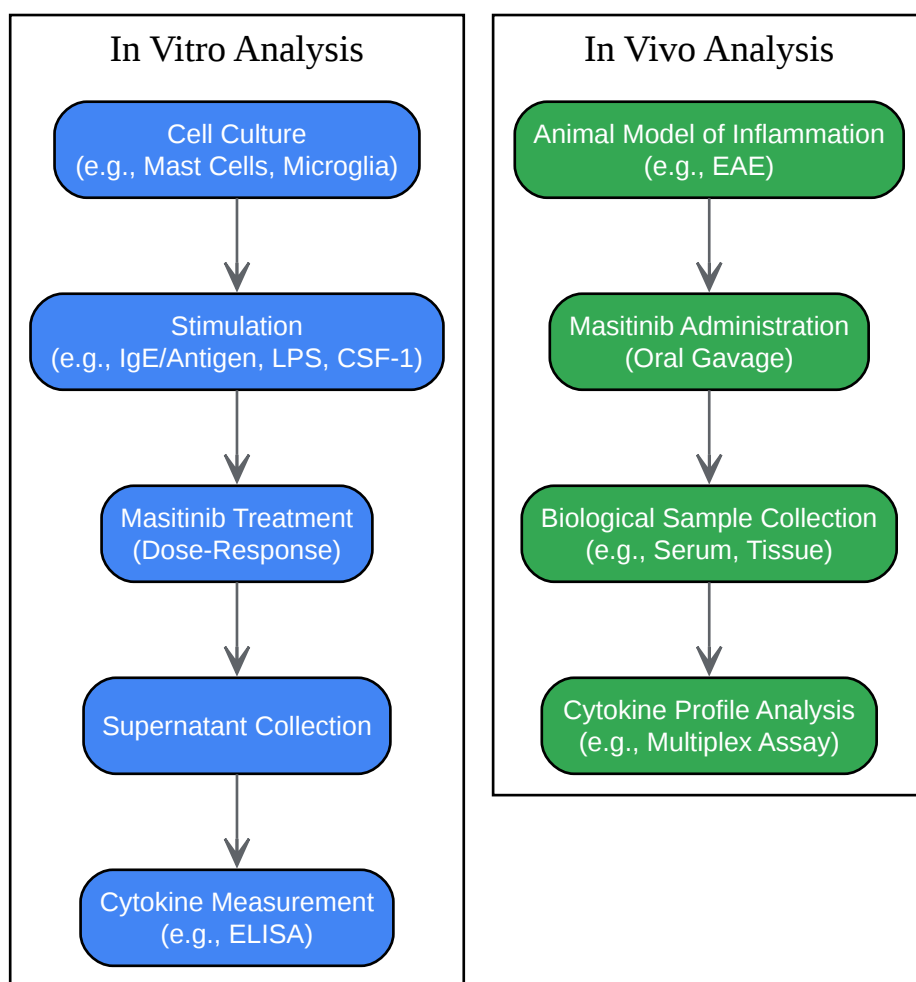 In Vitro Analysis
Cell Culture
(e.g., Mast Cells, Microglia)
Stimulation
(e.g., IgE/Antigen, LPS, CSF-1)
Masitinib Treatment
(Dose-Response)
Supernatant Collection
Cytokine Measurement
(e.g., ELISA)
In Vivo Analysis
Animal Model of Inflammation
(e.g., EAE)
Masitinib Administration
(Oral Gavage)
Biological Sample Collection
(e.g., Serum, Tissue)
Cytokine Profile Analysis
(e.g., Multiplex Assay)